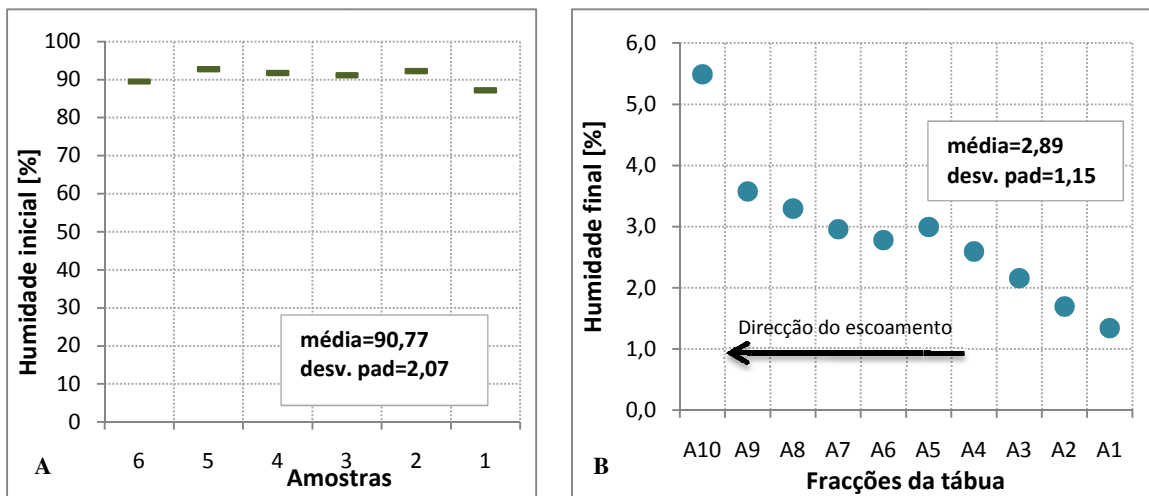 Humidade inicial [%]
100
90
80
70
60
50
40
30
20
10
0
média=90,77
desv. pad=2,07
6 5 4 3 2 1
Amostras
A
Humidade final [%]
6,0
5,0
4,0
3,0
2,0
1,0
0,0
média=2,89
desv. pad=1,15
Direcção do escoamento
A10 A9 A8 A7 A6 A5 A4 A3 A2 A1
Fracções da tábua
B